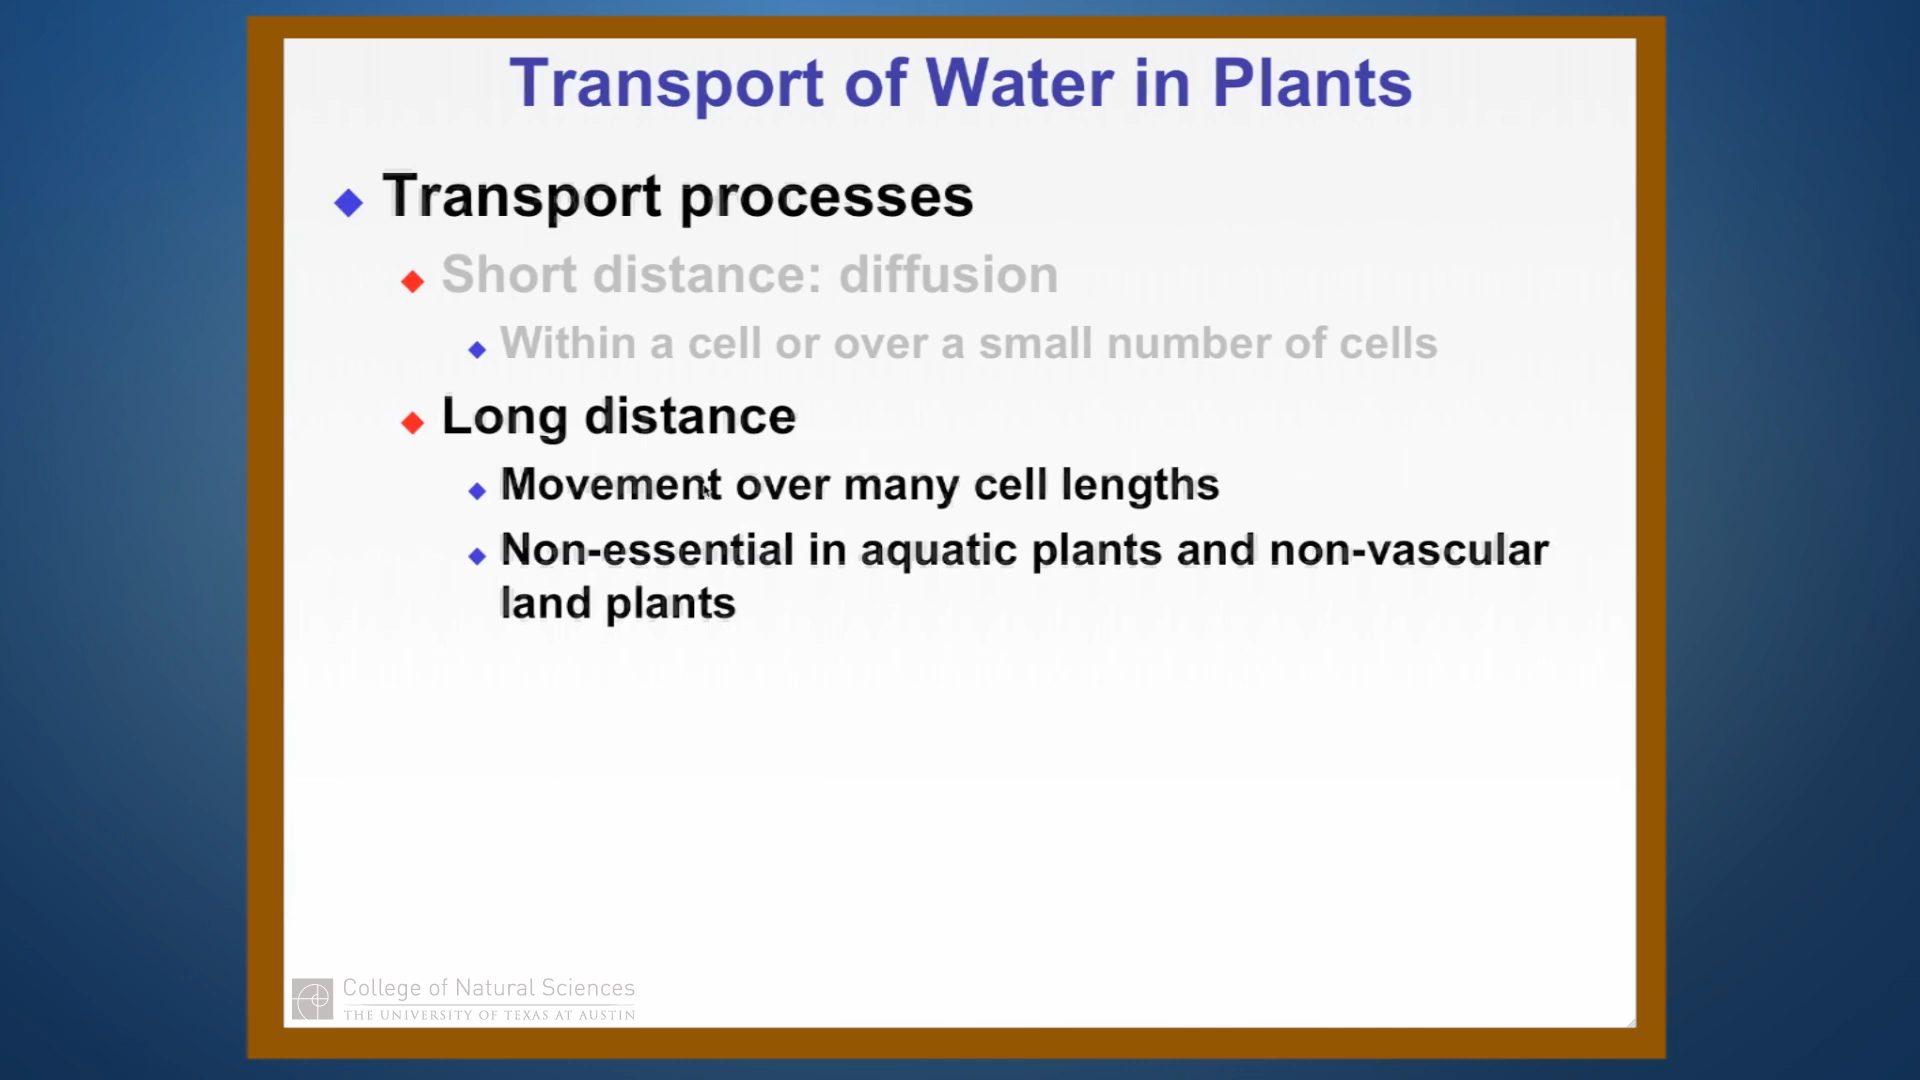 Transport of Water in Plants
Transport processes
Short distance: diffusion
Within a cell or over a small number of cells
Long distance
Movement over many cell lengths
Non-essential in aquatic plants and non-vascular
land plants
College of Natural Sciences
THE UNIVERSITY OF TEXAS AT AUSTIN